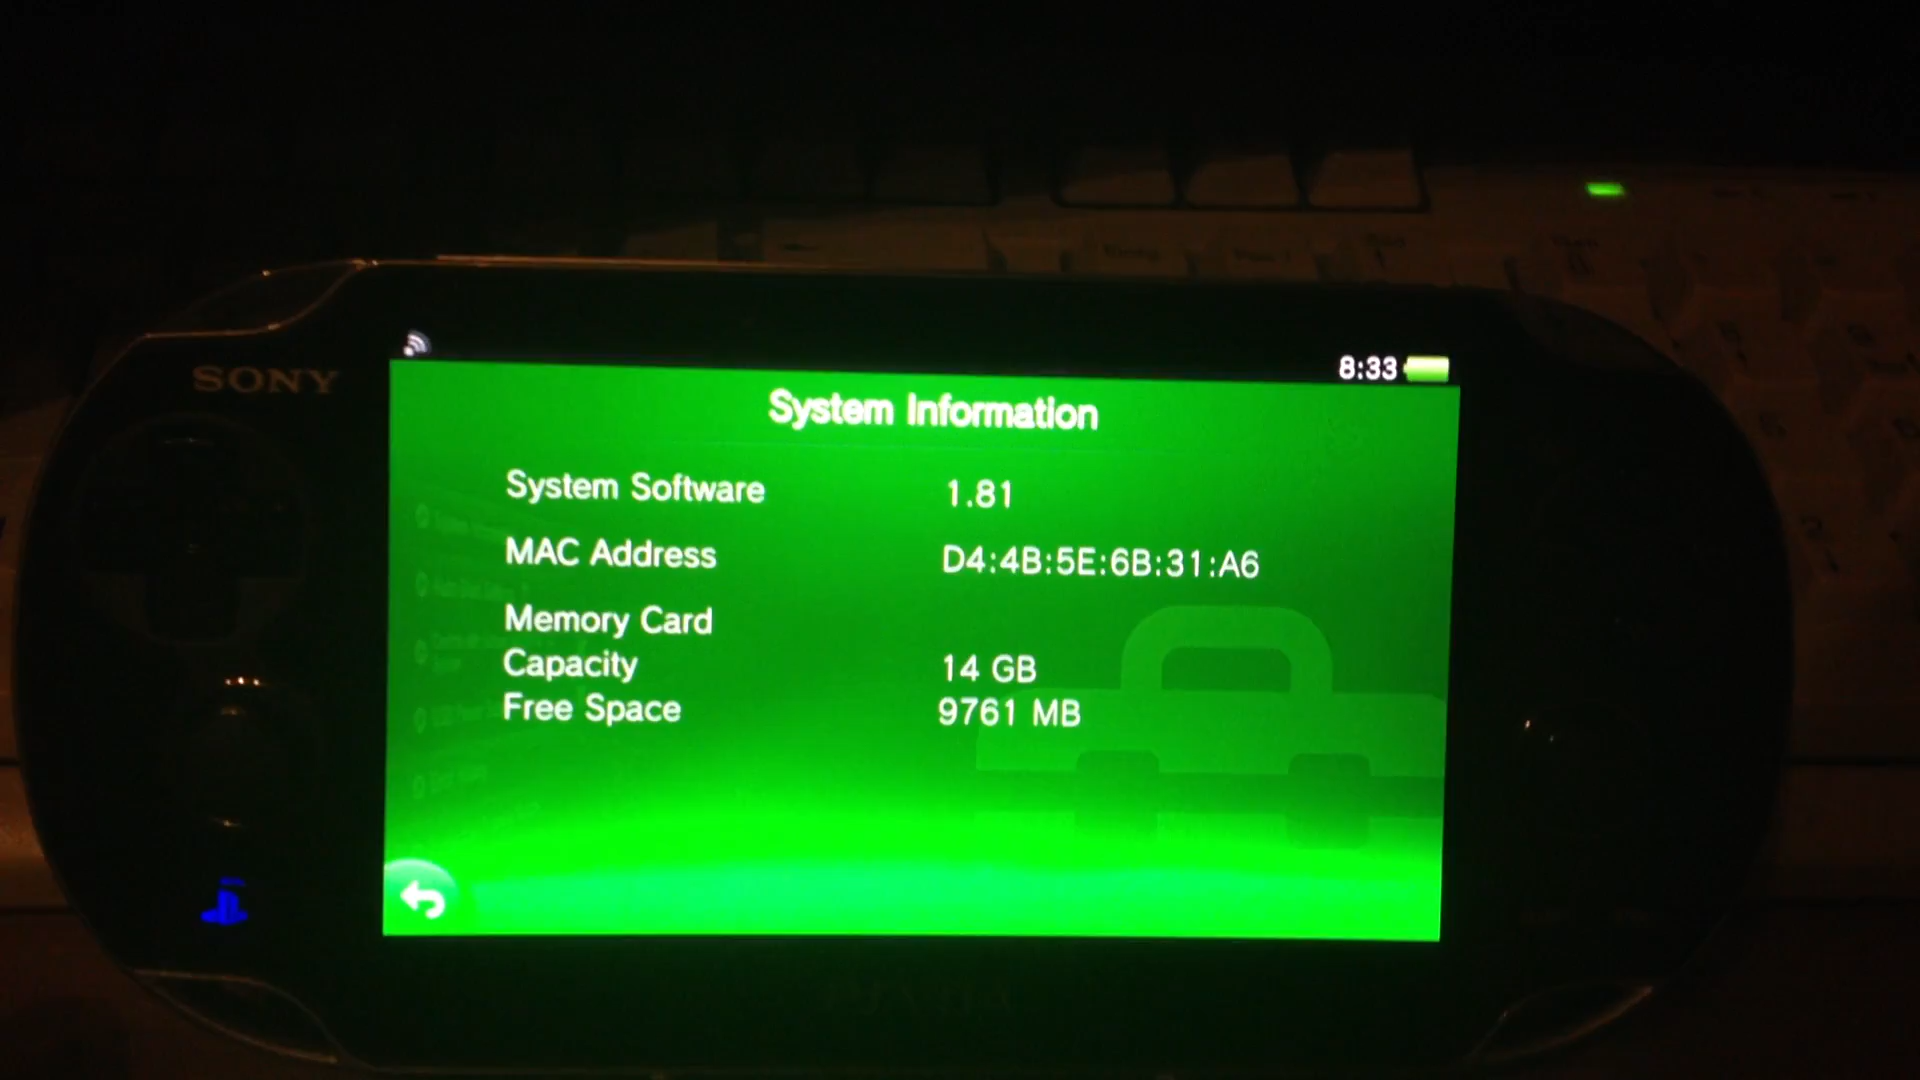 SONY
8:33
System Information
System Software 1.81
MAC Address D4:4B:5E:6B:31:A6
Memory Card
Capacity 14 GB
Free Space 9761 MB